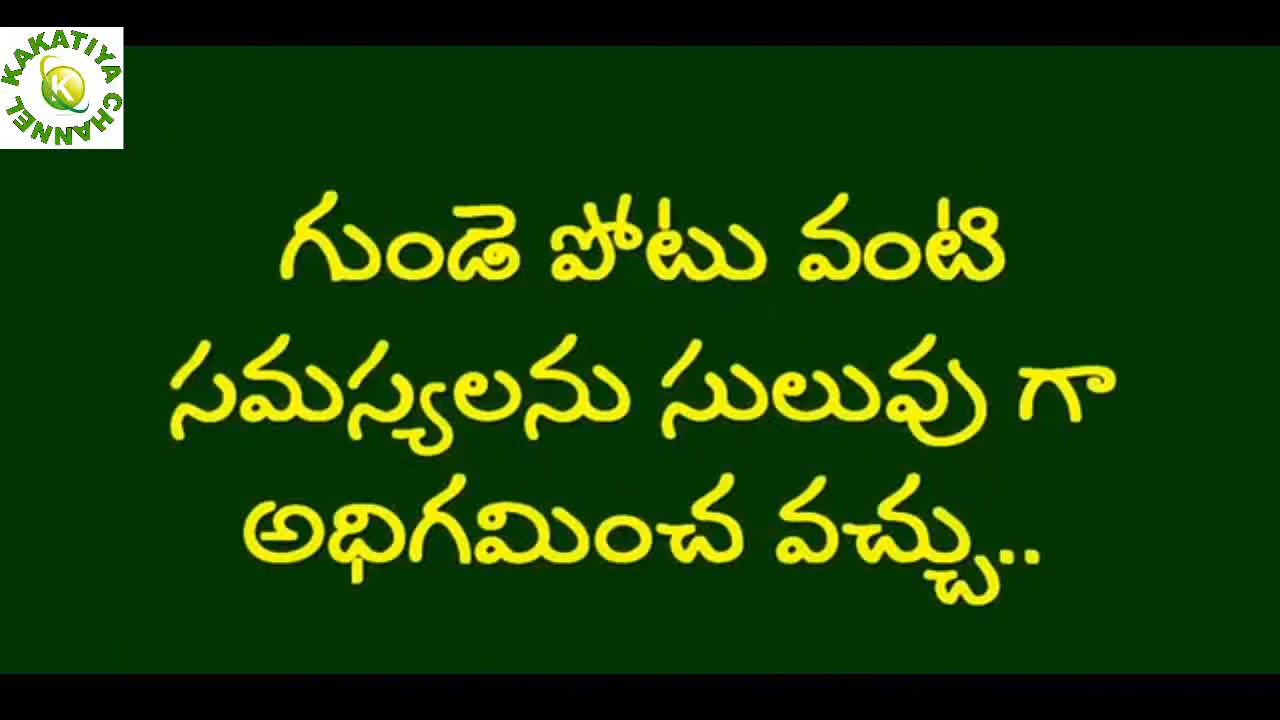 KAKATIYA CHANNEL
K
గుండె పోటు వంటి
సమస్యలను సులువు గా
అధిగమించ వచ్చు..